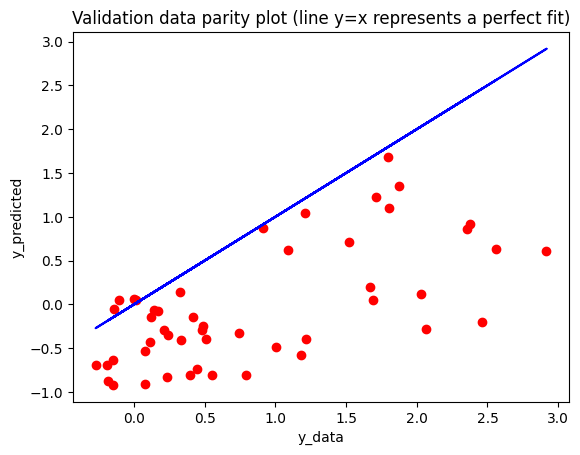 Validation data parity plot (line y=x represents a perfect fit)
3.0
2.5
2.0
1.5
1.0
0.5
0.0
−0.5
−1.0
y_predicted
0.0 0.5 1.0 1.5 2.0 2.5 3.0
y_data